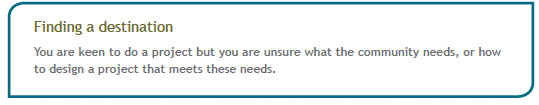 Finding a destination
You are keen to do a project but you are unsure what the community needs, or how
to design a project that meets these needs.